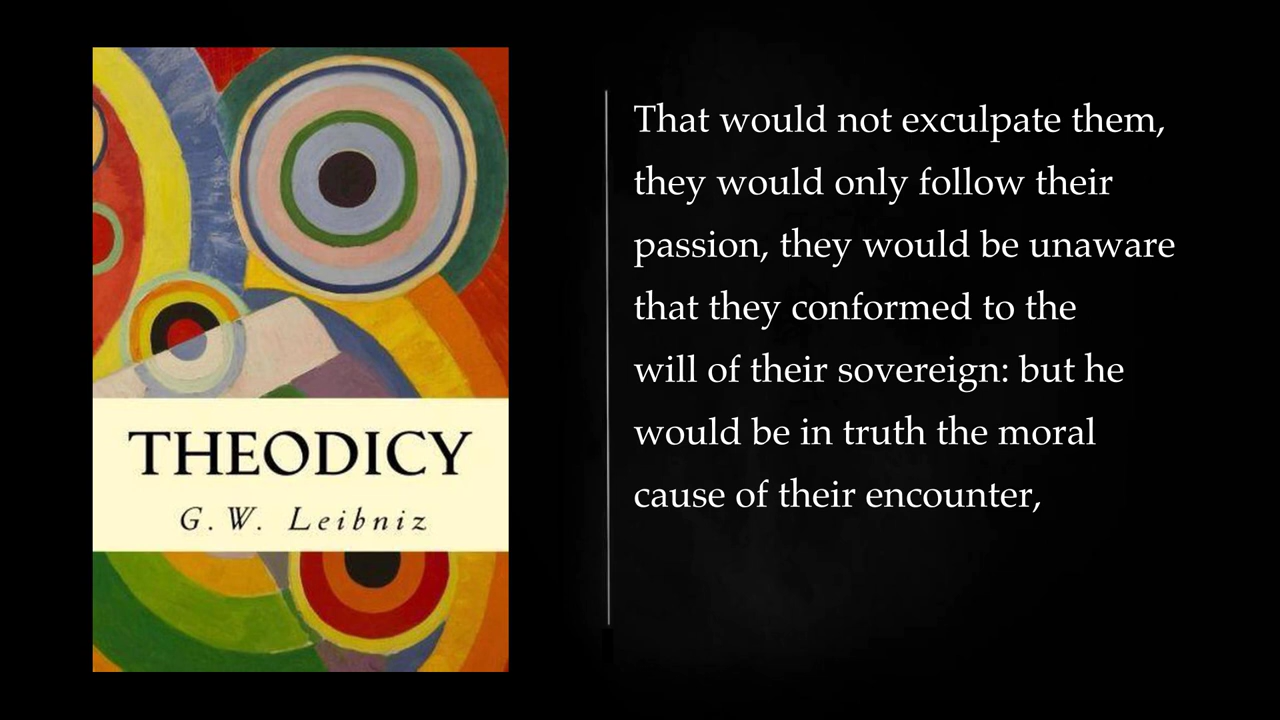 THEODICY
G.W. Leibniz
That would not exculpate them,
they would only follow their
passion, they would be unaware
that they conformed to the
will of their sovereign: but he
would be in truth the moral
cause of their encounter,